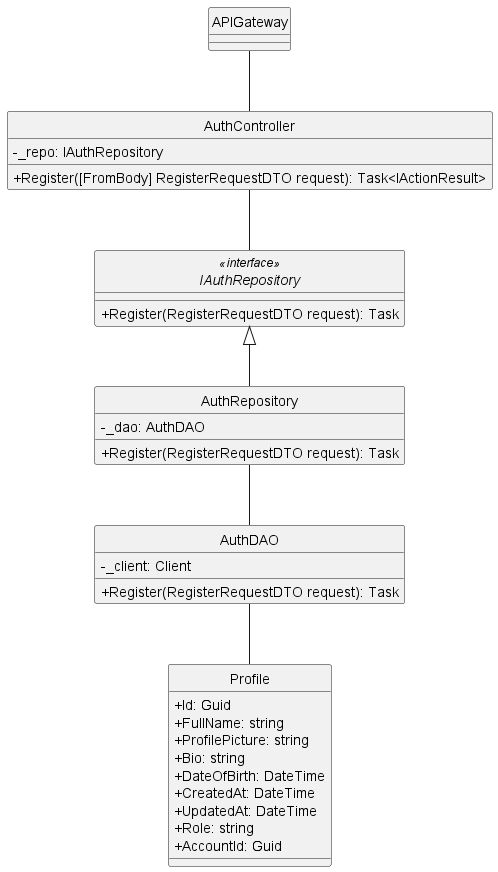 APIGateway
AuthController
-_repo: IAuthRepository
+Register([FromBody] RegisterRequestDTO request): Task<IActionResult>
«interface»
IAuthRepository
+Register(RegisterRequestDTO request): Task
AuthRepository
-_dao: AuthDAO
+Register(RegisterRequestDTO request): Task
AuthDAO
-_client: Client
+Register(RegisterRequestDTO request): Task
Profile
+Id: Guid
+FullName: string
+ProfilePicture: string
+Bio: string
+DateOfBirth: DateTime
+CreatedAt: DateTime
+UpdatedAt: DateTime
+Role: string
+AccountId: Guid